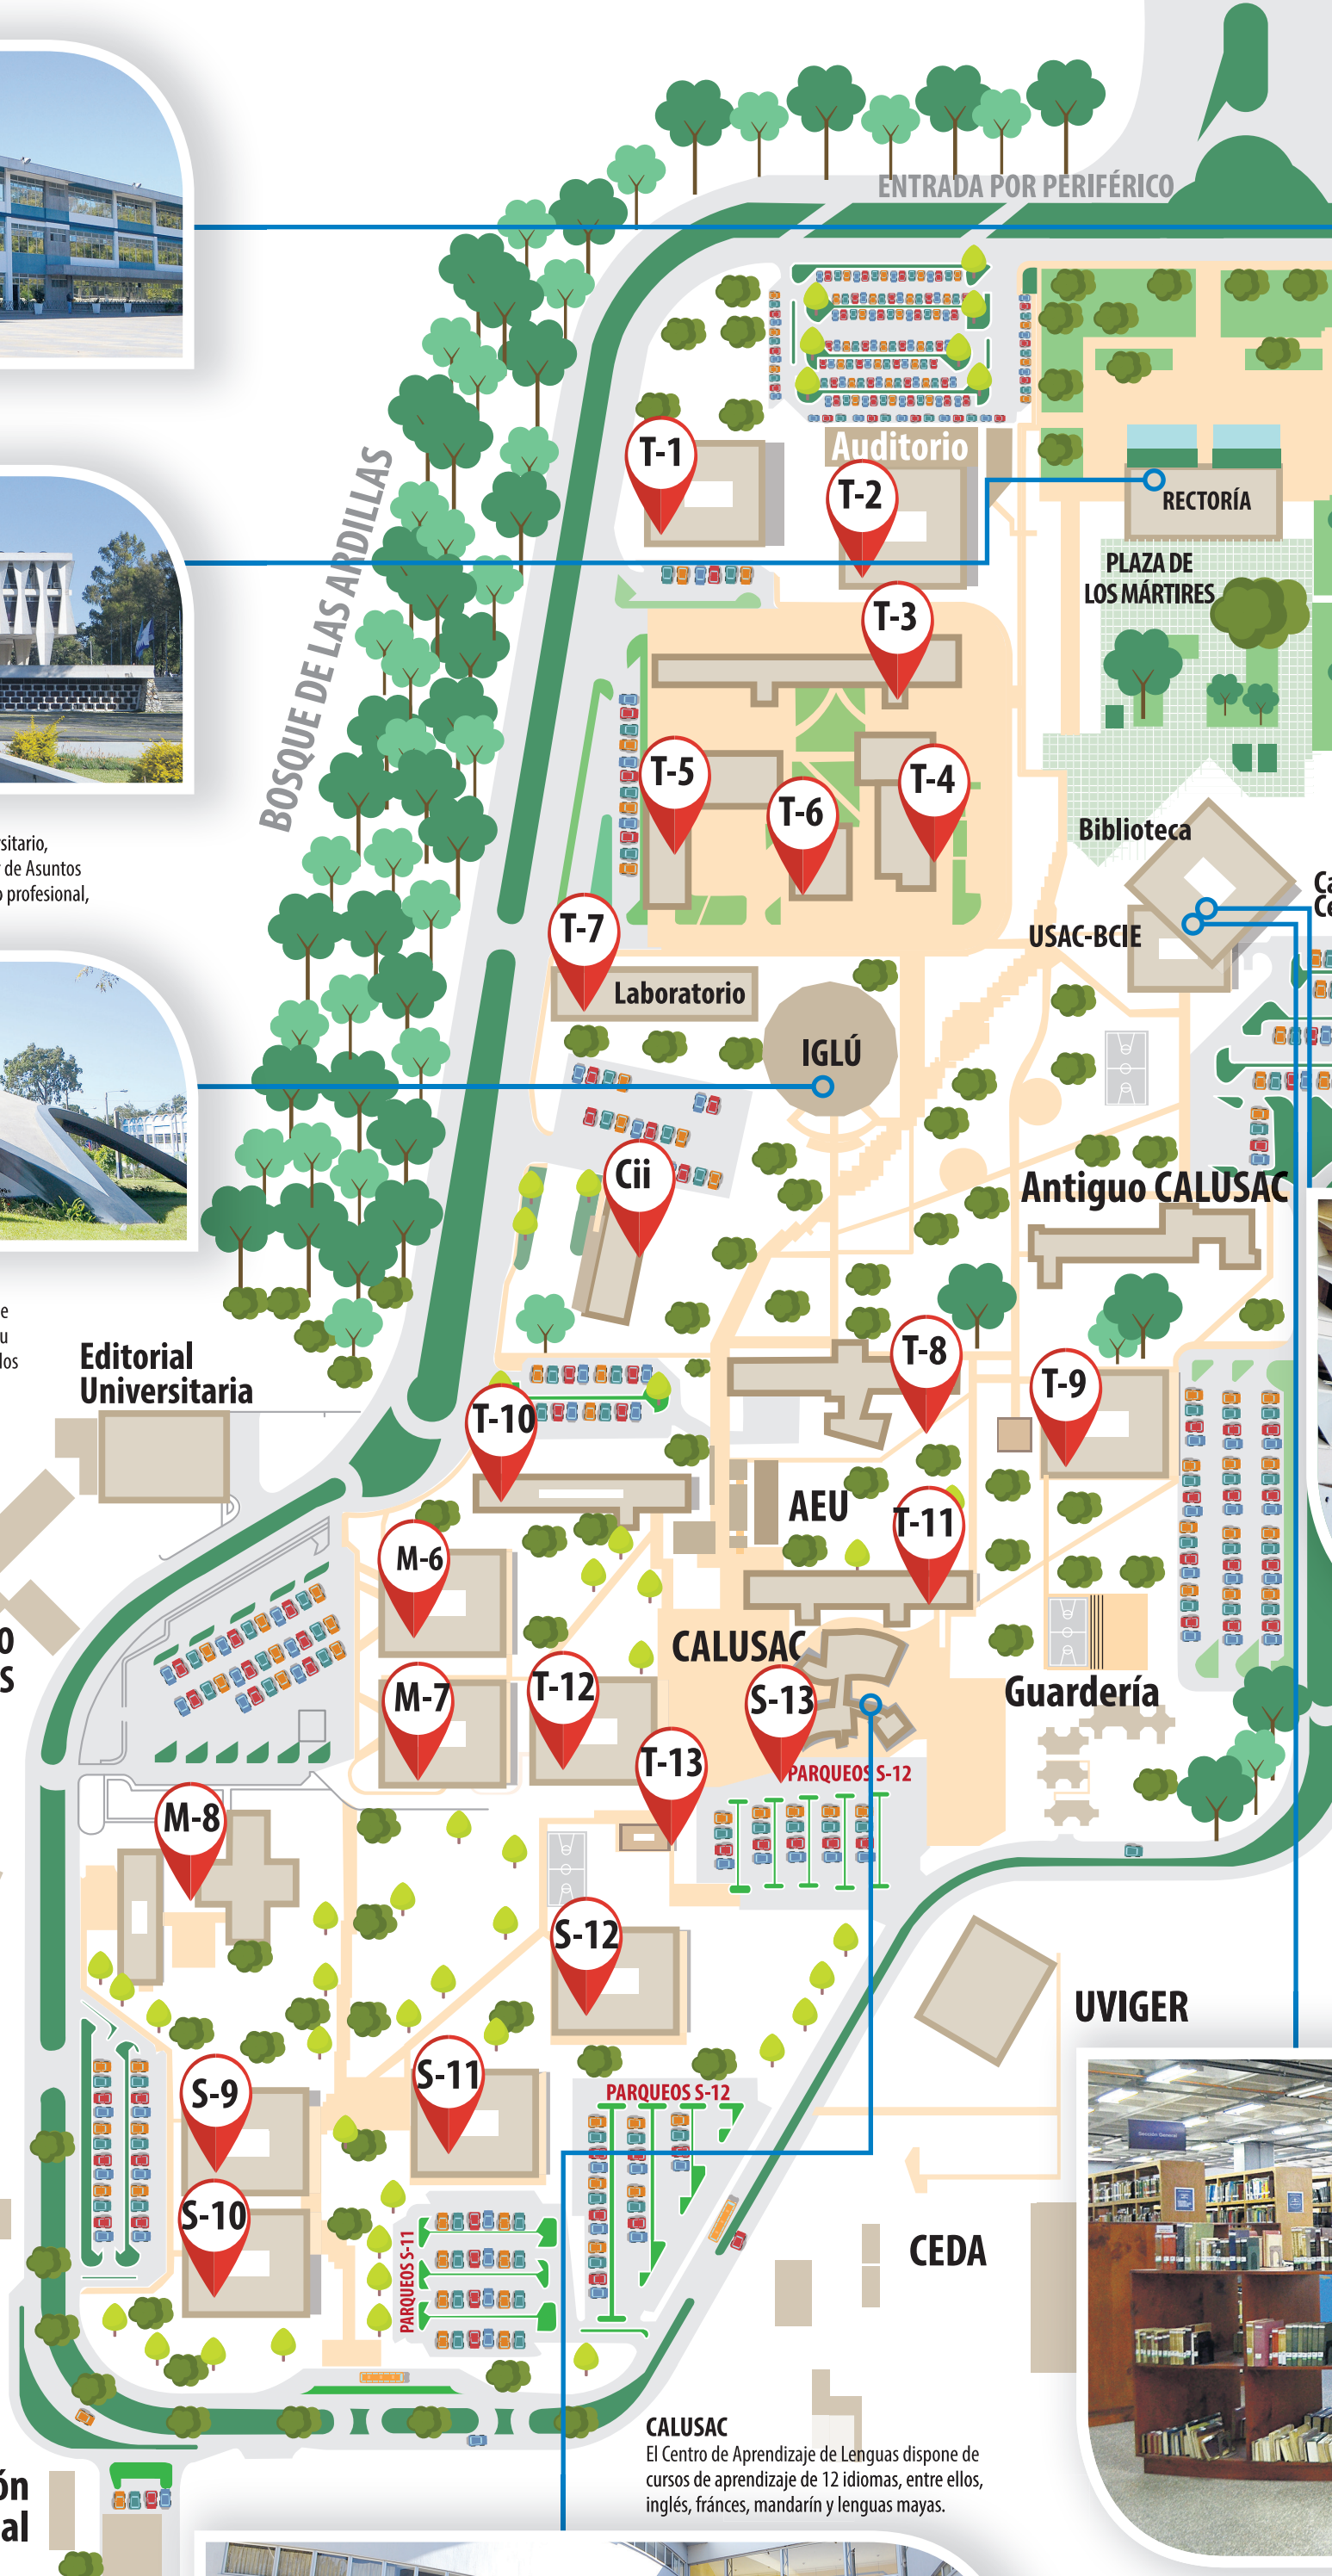 ENTRADA POR PERIFÉRICO
BOSQUE DE LAS ARDILLAS
T-1
Auditorio
T-2
RECTORÍA
PLAZA DE
LOS MÁRTIRES
T-3
T-5
T-4
T-6
Biblioteca
de Asuntos
profesional,
USAC-BCIE
T-7
Laboratorio
IGLÚ
Cii
Antiguo CALUSAC
T-8
Editorial
Universitaria
T-9
T-10
AEU
T-11
M-6
CALUSAC
M-7
T-12
S-13
Guardería
T-13
PARQUEOS S-12
M-8
S-12
UVIGER
S-11
S-9
PARQUEOS S-12
S-10
PARQUEOS S-11
CEDA
CALUSAC
El Centro de Aprendizaje de Lenguas dispone de
cursos de aprendizaje de 12 idiomas, entre ellos,
inglés, fránces, mandarín y lenguas mayas.